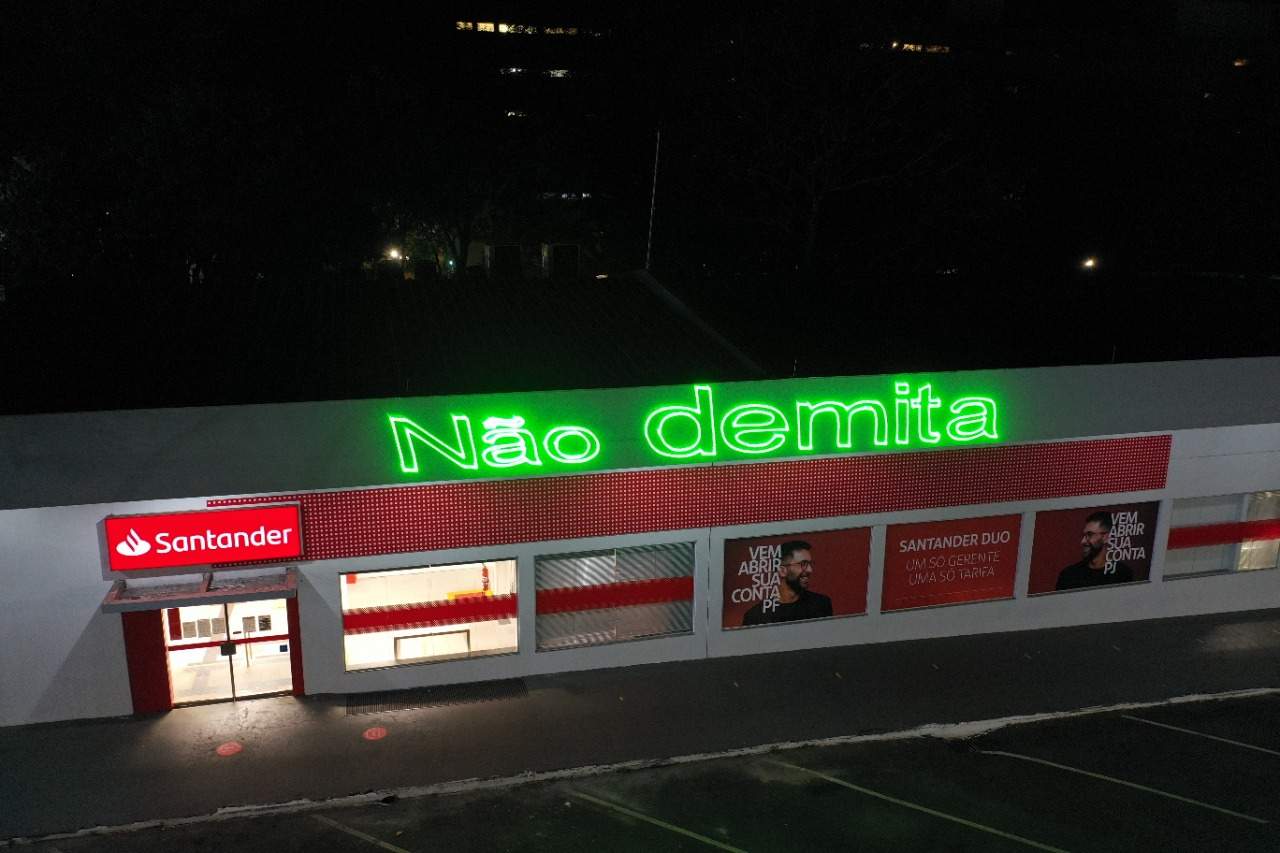 Não demita
Santander
VEM
ABRIR
SUA
CONTA
PF
SANTANDER DUO
UM SÓ GERENTE
UMA SÓ TARIFA
VEM
ABRIR
SUA
CONTA
PJ